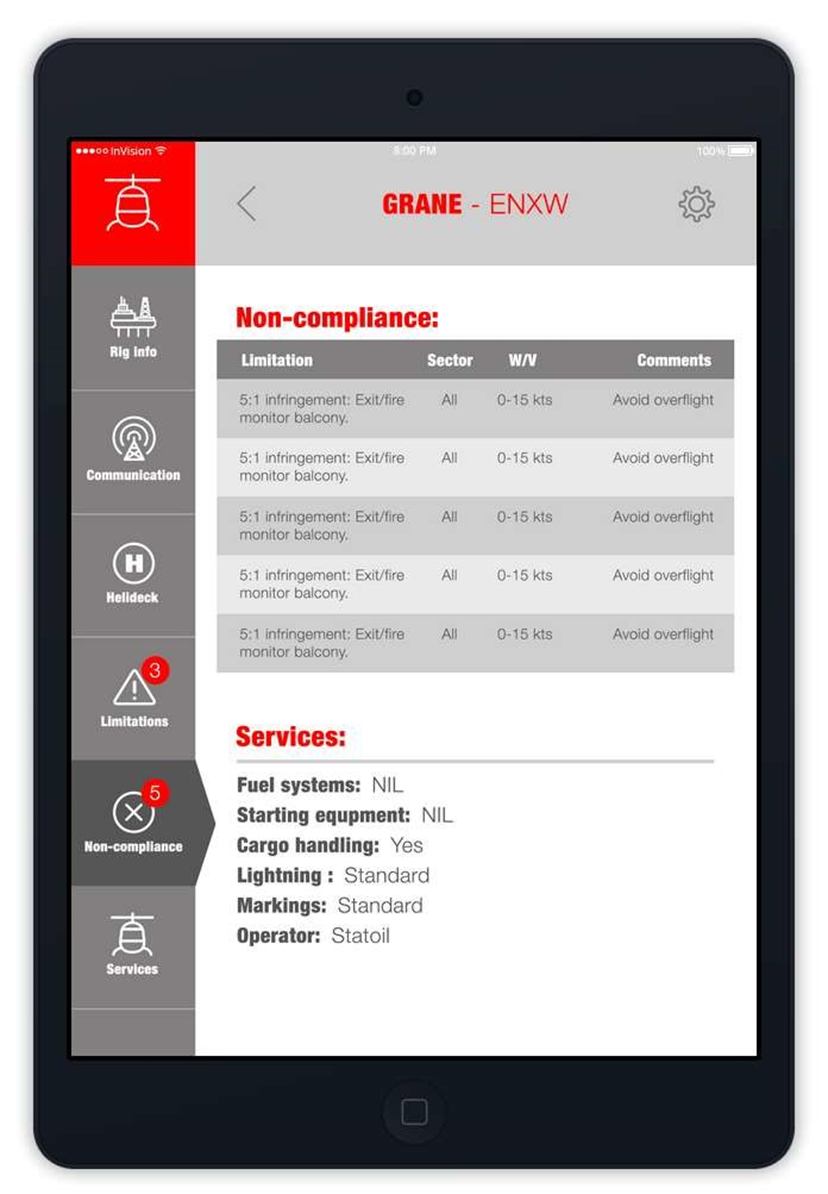 InVision 8:00 PM 100%
GRANE - ENXW
Rig info
Communication
H
Helideck
3
Limitations
5
Non-compliance
Services
Non-compliance:
Limitation Sector W/V Comments
5:1 infringement: Exit/fire All 0-15 kts Avoid overflight
monitor balcony.
5:1 infringement: Exit/fire All 0-15 kts Avoid overflight
monitor balcony.
5:1 infringement: Exit/fire All 0-15 kts Avoid overflight
monitor balcony.
5:1 infringement: Exit/fire All 0-15 kts Avoid overflight
monitor balcony.
5:1 infringement: Exit/fire All 0-15 kts Avoid overflight
monitor balcony.
Services:
Fuel systems: NIL
Starting equpment: NIL
Cargo handling: Yes
Lightning : Standard
Markings: Standard
Operator: Statoil